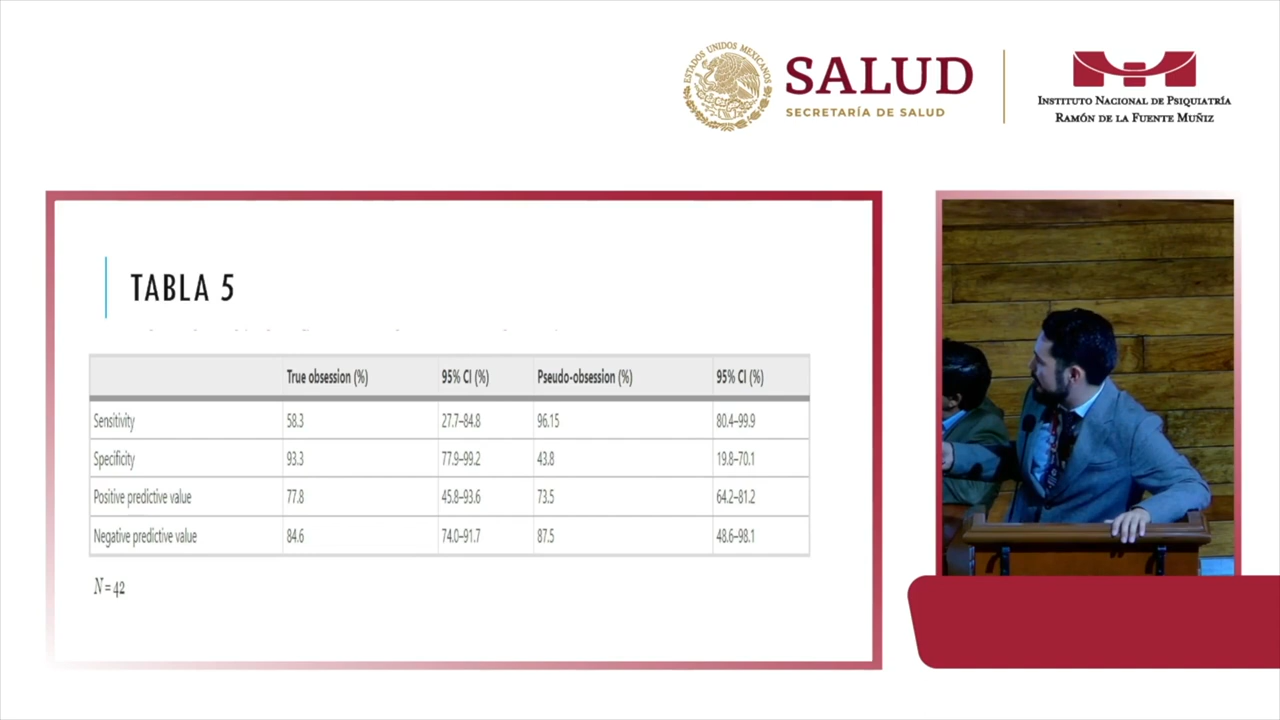 ESTADOS UNIDOS MEXICANOS
SALUD
SECRETARÍA DE SALUD
INSTITUTO NACIONAL DE PSIQUIATRÍA
RAMÓN DE LA FUENTE MUÑIZ
TABLA 5
True obsession (%) 95% CI (%) Pseudo-obsession (%) 95% CI (%)
Sensitivity 58.3 27.7–84.8 96.15 80.4–99.9
Specificity 93.3 77.9–99.2 43.8 19.8–70.1
Positive predictive value 77.8 45.8–93.6 73.5 64.2–81.2
Negative predictive value 84.6 74.0–91.7 87.5 48.6–98.1
N = 42